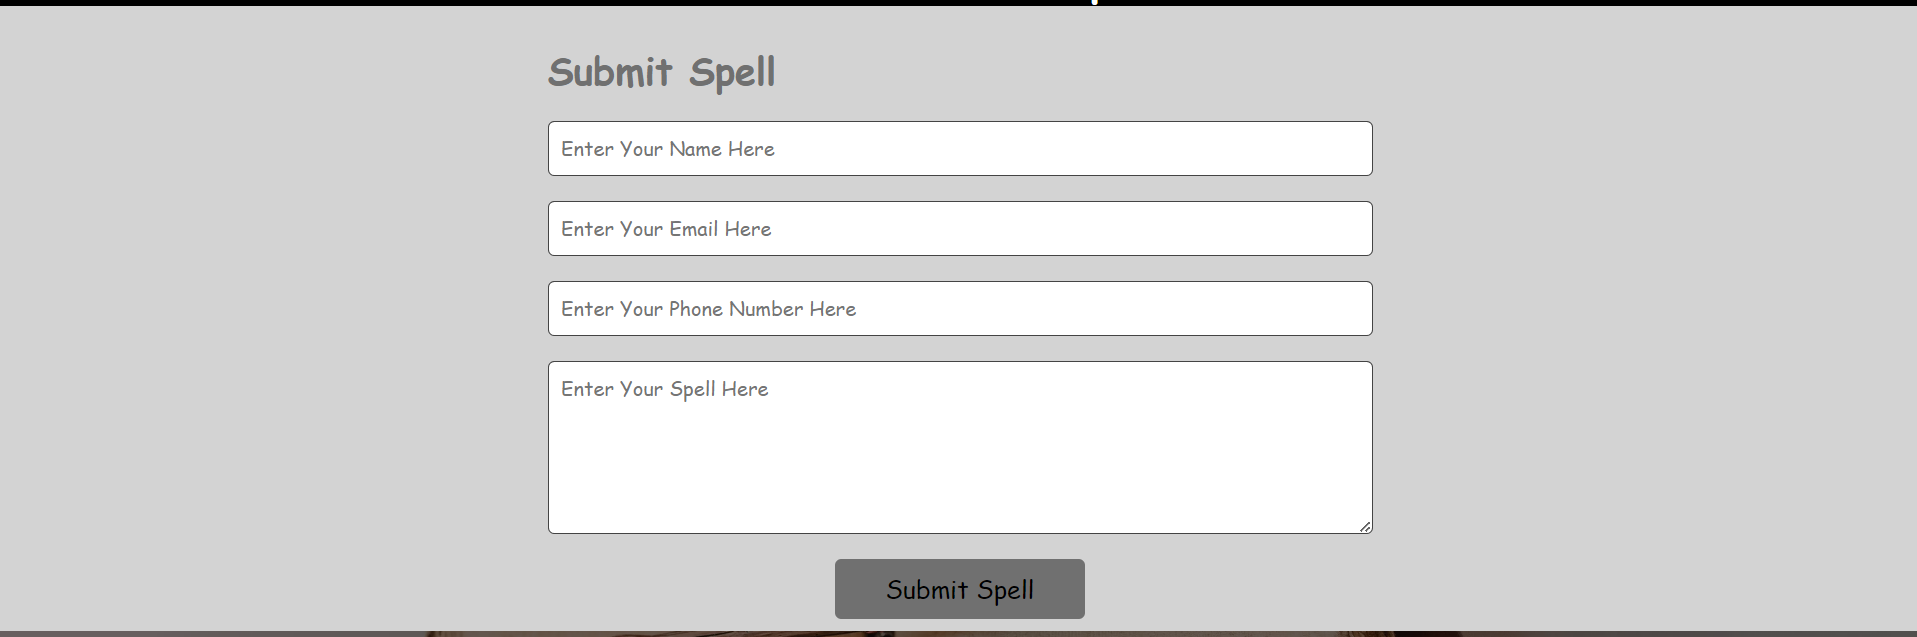 Submit Spell
Enter Your Name Here
Enter Your Email Here
Enter Your Phone Number Here
Enter Your Spell Here
Submit Spell